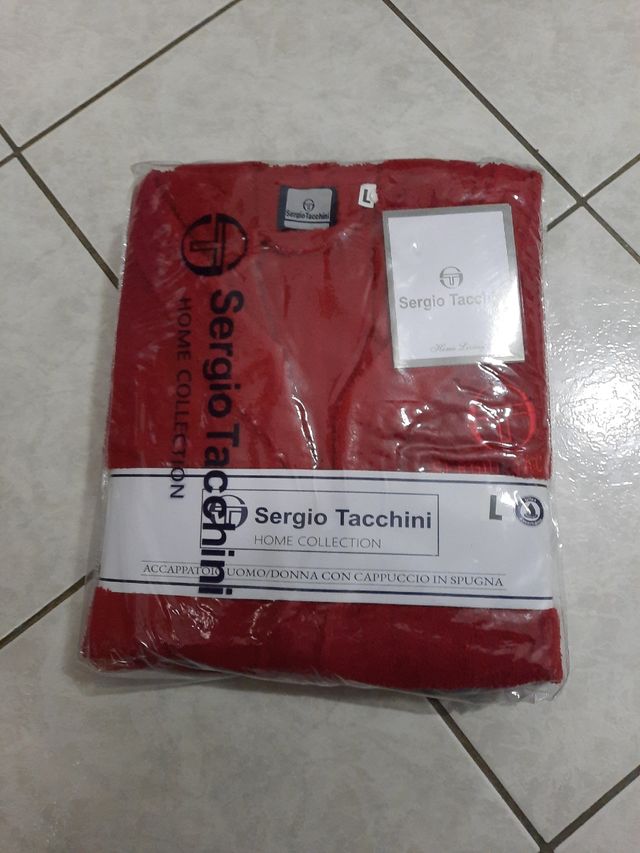 Sergio Tacchini
L
Sergio Tacchini
HOME COLLECTION
Sergio Tacchini
L
Sergio Tacchini
HOME COLLECTION
ACCAPPATOIO UOMO/DONNA CON CAPPUCCIO IN SPUGNA